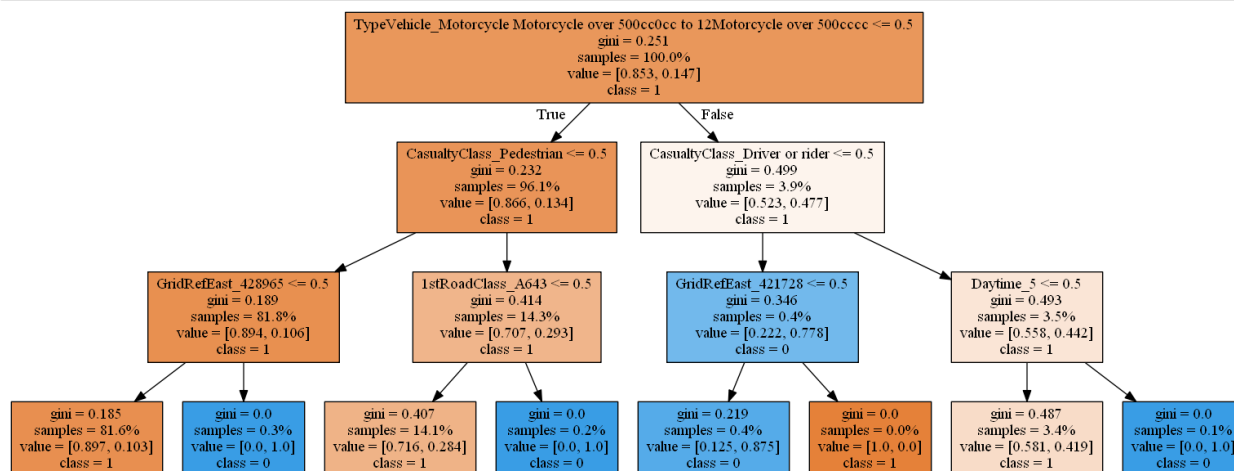 TypeVehicle_Motorcycle Motorcycle over 500cc0cc to 12Motorcycle over 500cccc <= 0.5
gini = 0.251
samples = 100.0%
value = [0.853, 0.147]
class = 1
True
False
CasualtyClass_Pedestrian <= 0.5
gini = 0.232
samples = 96.1%
value = [0.866, 0.134]
class = 1
CasualtyClass_Driver or rider <= 0.5
gini = 0.499
samples = 3.9%
value = [0.523, 0.477]
class = 1
GridRefEast_428965 <= 0.5
gini = 0.189
samples = 81.8%
value = [0.894, 0.106]
class = 1
1stRoadClass_A643 <= 0.5
gini = 0.414
samples = 14.3%
value = [0.707, 0.293]
class = 1
GridRefEast_421728 <= 0.5
gini = 0.346
samples = 0.4%
value = [0.222, 0.778]
class = 0
Daytime_5 <= 0.5
gini = 0.493
samples = 3.5%
value = [0.558, 0.442]
class = 1
gini = 0.185
samples = 81.6%
value = [0.897, 0.103]
class = 1
gini = 0.0
samples = 0.3%
value = [0.0, 1.0]
class = 0
gini = 0.407
samples = 14.1%
value = [0.716, 0.284]
class = 1
gini = 0.0
samples = 0.2%
value = [0.0, 1.0]
class = 0
gini = 0.219
samples = 0.4%
value = [0.125, 0.875]
class = 0
gini = 0.0
samples = 0.0%
value = [1.0, 0.0]
class = 1
gini = 0.487
samples = 3.4%
value = [0.581, 0.419]
class = 1
gini = 0.0
samples = 0.1%
value = [0.0, 1.0]
class = 0